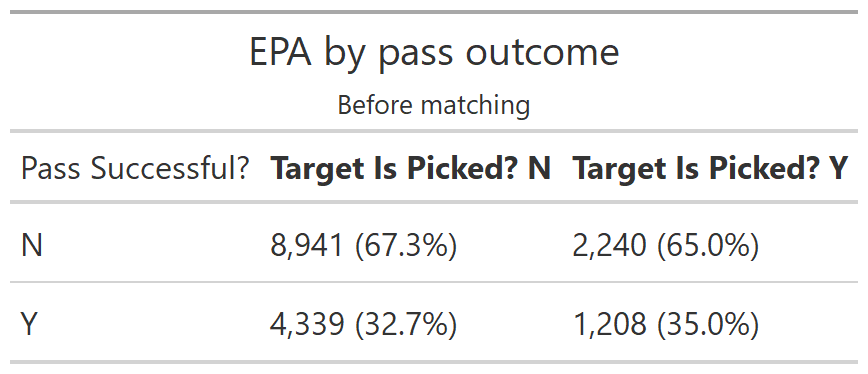 EPA by pass outcome
Before matching
Pass Successful? Target Is Picked? N Target Is Picked? Y
N 8,941 (67.3%) 2,240 (65.0%)
Y 4,339 (32.7%) 1,208 (35.0%)